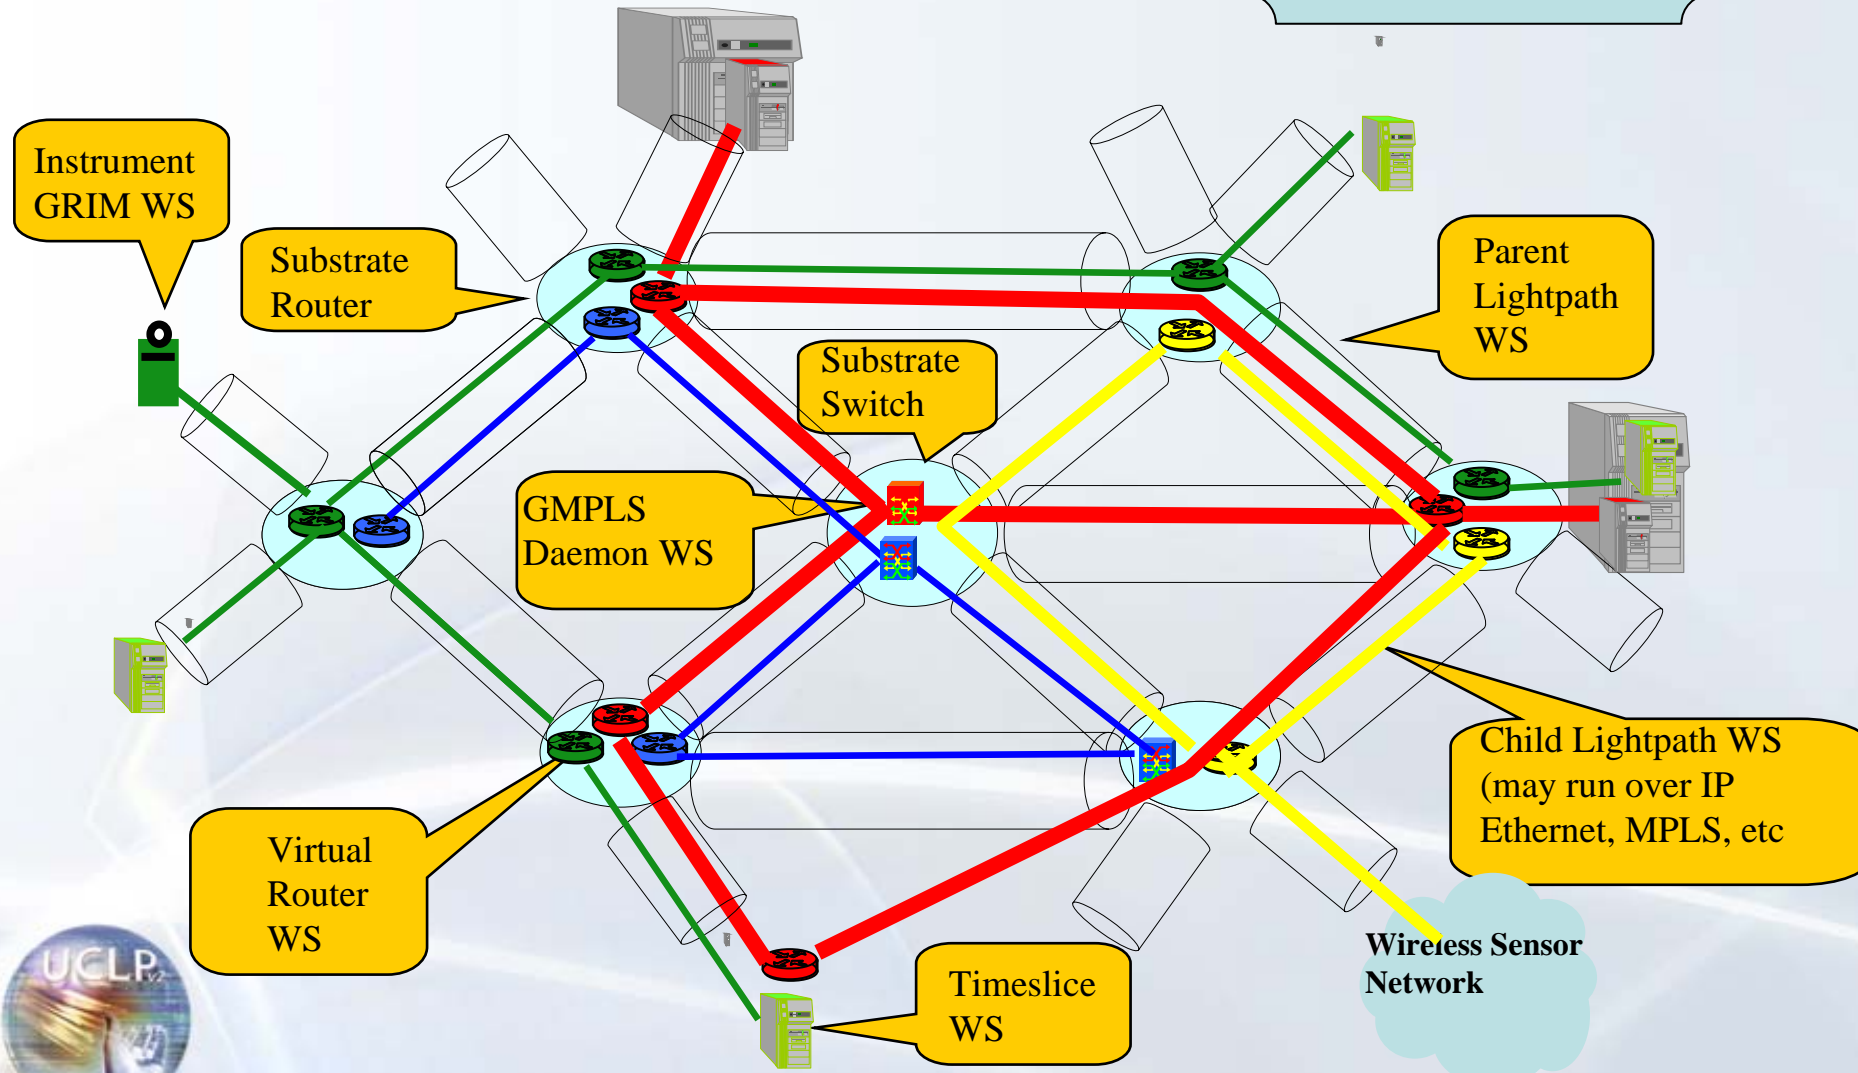 Instrument
GRIM WS
Substrate
Router
Parent
Lightpath
WS
Substrate
Switch
GMPLS
Daemon WS
Child Lightpath WS
(may run over IP
Ethernet, MPLS, etc
Virtual
Router
WS
Wireless Sensor
Network
Timeslice
WS
UCLP v2